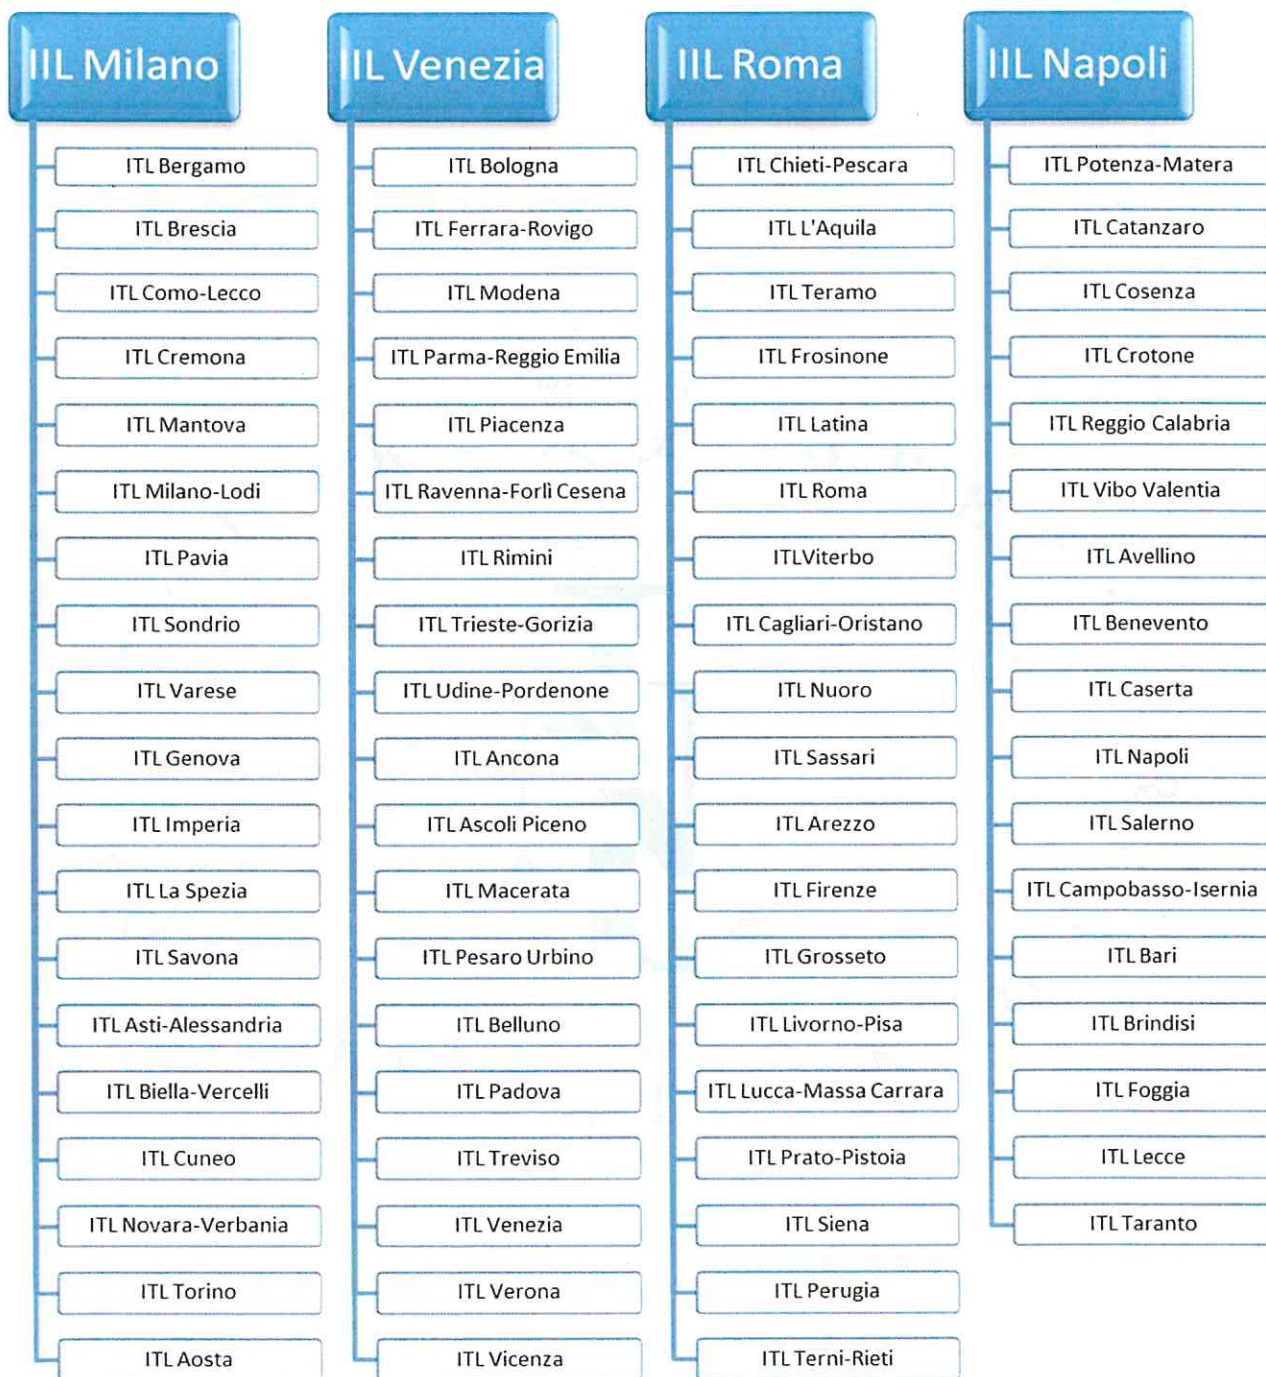 IIL Milano
ITL Bergamo
ITL Brescia
ITL Como-Lecco
ITL Cremona
ITL Mantova
ITL Milano-Lodi
ITL Pavia
ITL Sondrio
ITL Varese
ITL Genova
ITL Imperia
ITL La Spezia
ITL Savona
ITL Asti-Alessandria
ITL Biella-Vercelli
ITL Cuneo
ITL Novara-Verbania
ITL Torino
ITL Aosta
IIL Venezia
ITL Bologna
ITL Ferrara-Rovigo
ITL Modena
ITL Parma-Reggio Emilia
ITL Piacenza
ITL Ravenna-Forlì Cesena
ITL Rimini
ITL Trieste-Gorizia
ITL Udine-Pordenone
ITL Ancona
ITL Ascoli Piceno
ITL Macerata
ITL Pesaro Urbino
ITL Belluno
ITL Padova
ITL Treviso
ITL Venezia
ITL Verona
ITL Vicenza
IIL Roma
ITL Chieti-Pescara
ITL L'Aquila
ITL Teramo
ITL Frosinone
ITL Latina
ITL Roma
ITLViterbo
ITL Cagliari-Oristano
ITL Nuoro
ITL Sassari
ITL Arezzo
ITL Firenze
ITL Grosseto
ITL Livorno-Pisa
ITL Lucca-Massa Carrara
ITL Prato-Pistoia
ITL Siena
ITL Perugia
ITL Terni-Rieti
IIL Napoli
ITL Potenza-Matera
ITL Catanzaro
ITL Cosenza
ITL Crotone
ITL Reggio Calabria
ITL Vibo Valentia
ITL Avellino
ITL Benevento
ITL Caserta
ITL Napoli
ITL Salerno
ITL Campobasso-Isernia
ITL Bari
ITL Brindisi
ITL Foggia
ITL Lecce
ITL Taranto